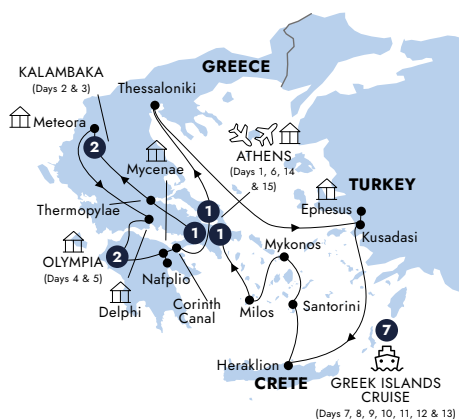 GREECE
KALAMBAKA
(Days 2 & 3)
Thessaloniki
Meteora
2
Mycenae
ATHENS
(Days 1, 6, 14
& 15)
TURKEY
Ephesus
Kusadasi
Thermopylae
1
1
1
Mykonos
OLYMPIA
(Days 4 & 5)
2
Nafplio
Delphi
Corinth
Canal
Milos
Santorini
7
Heraklion
CRETE
GREEK ISLANDS
CRUISE
(Days 7, 8, 9, 10, 11, 12 & 13)